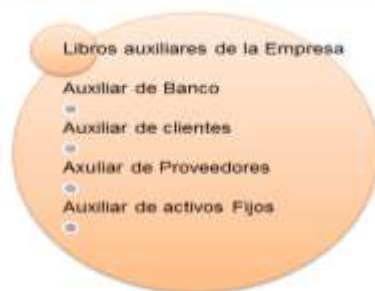 Libros auxiliares de la Empresa
Auxiliar de Banco
Auxiliar de clientes
Axuliar de Proveedores
Auxiliar de activos Fijos